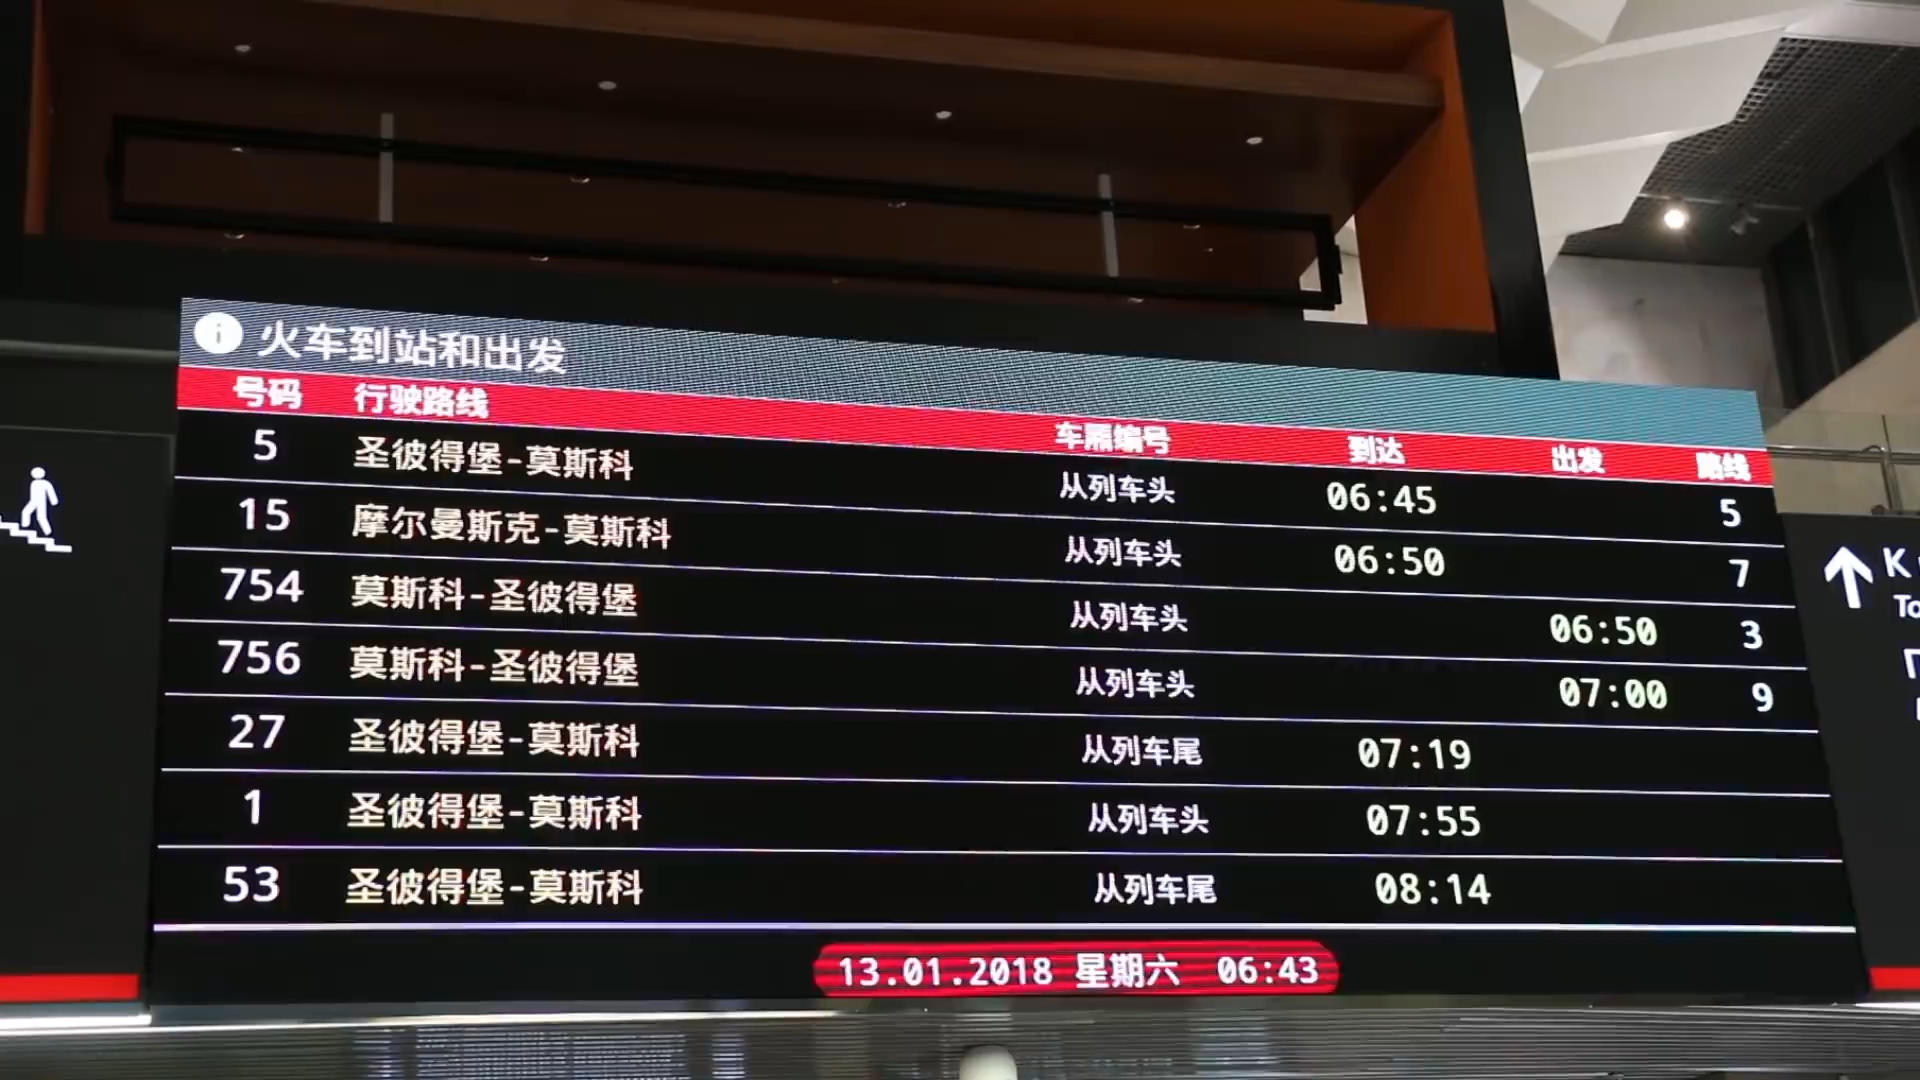 火车到站和出发
号码 行驶路线 车厢编号 到达 出发 路线
5 圣彼得堡-莫斯科 从列车头 06:45 5
15 摩尔曼斯克-莫斯科 从列车头 06:50 7
754 莫斯科-圣彼得堡 从列车头 06:50 3
756 莫斯科-圣彼得堡 从列车头 07:00 9
27 圣彼得堡-莫斯科 从列车尾 07:19
1 圣彼得堡-莫斯科 从列车头 07:55
53 圣彼得堡-莫斯科 从列车尾 08:14
13.01.2018 星期六 06:43
К
To